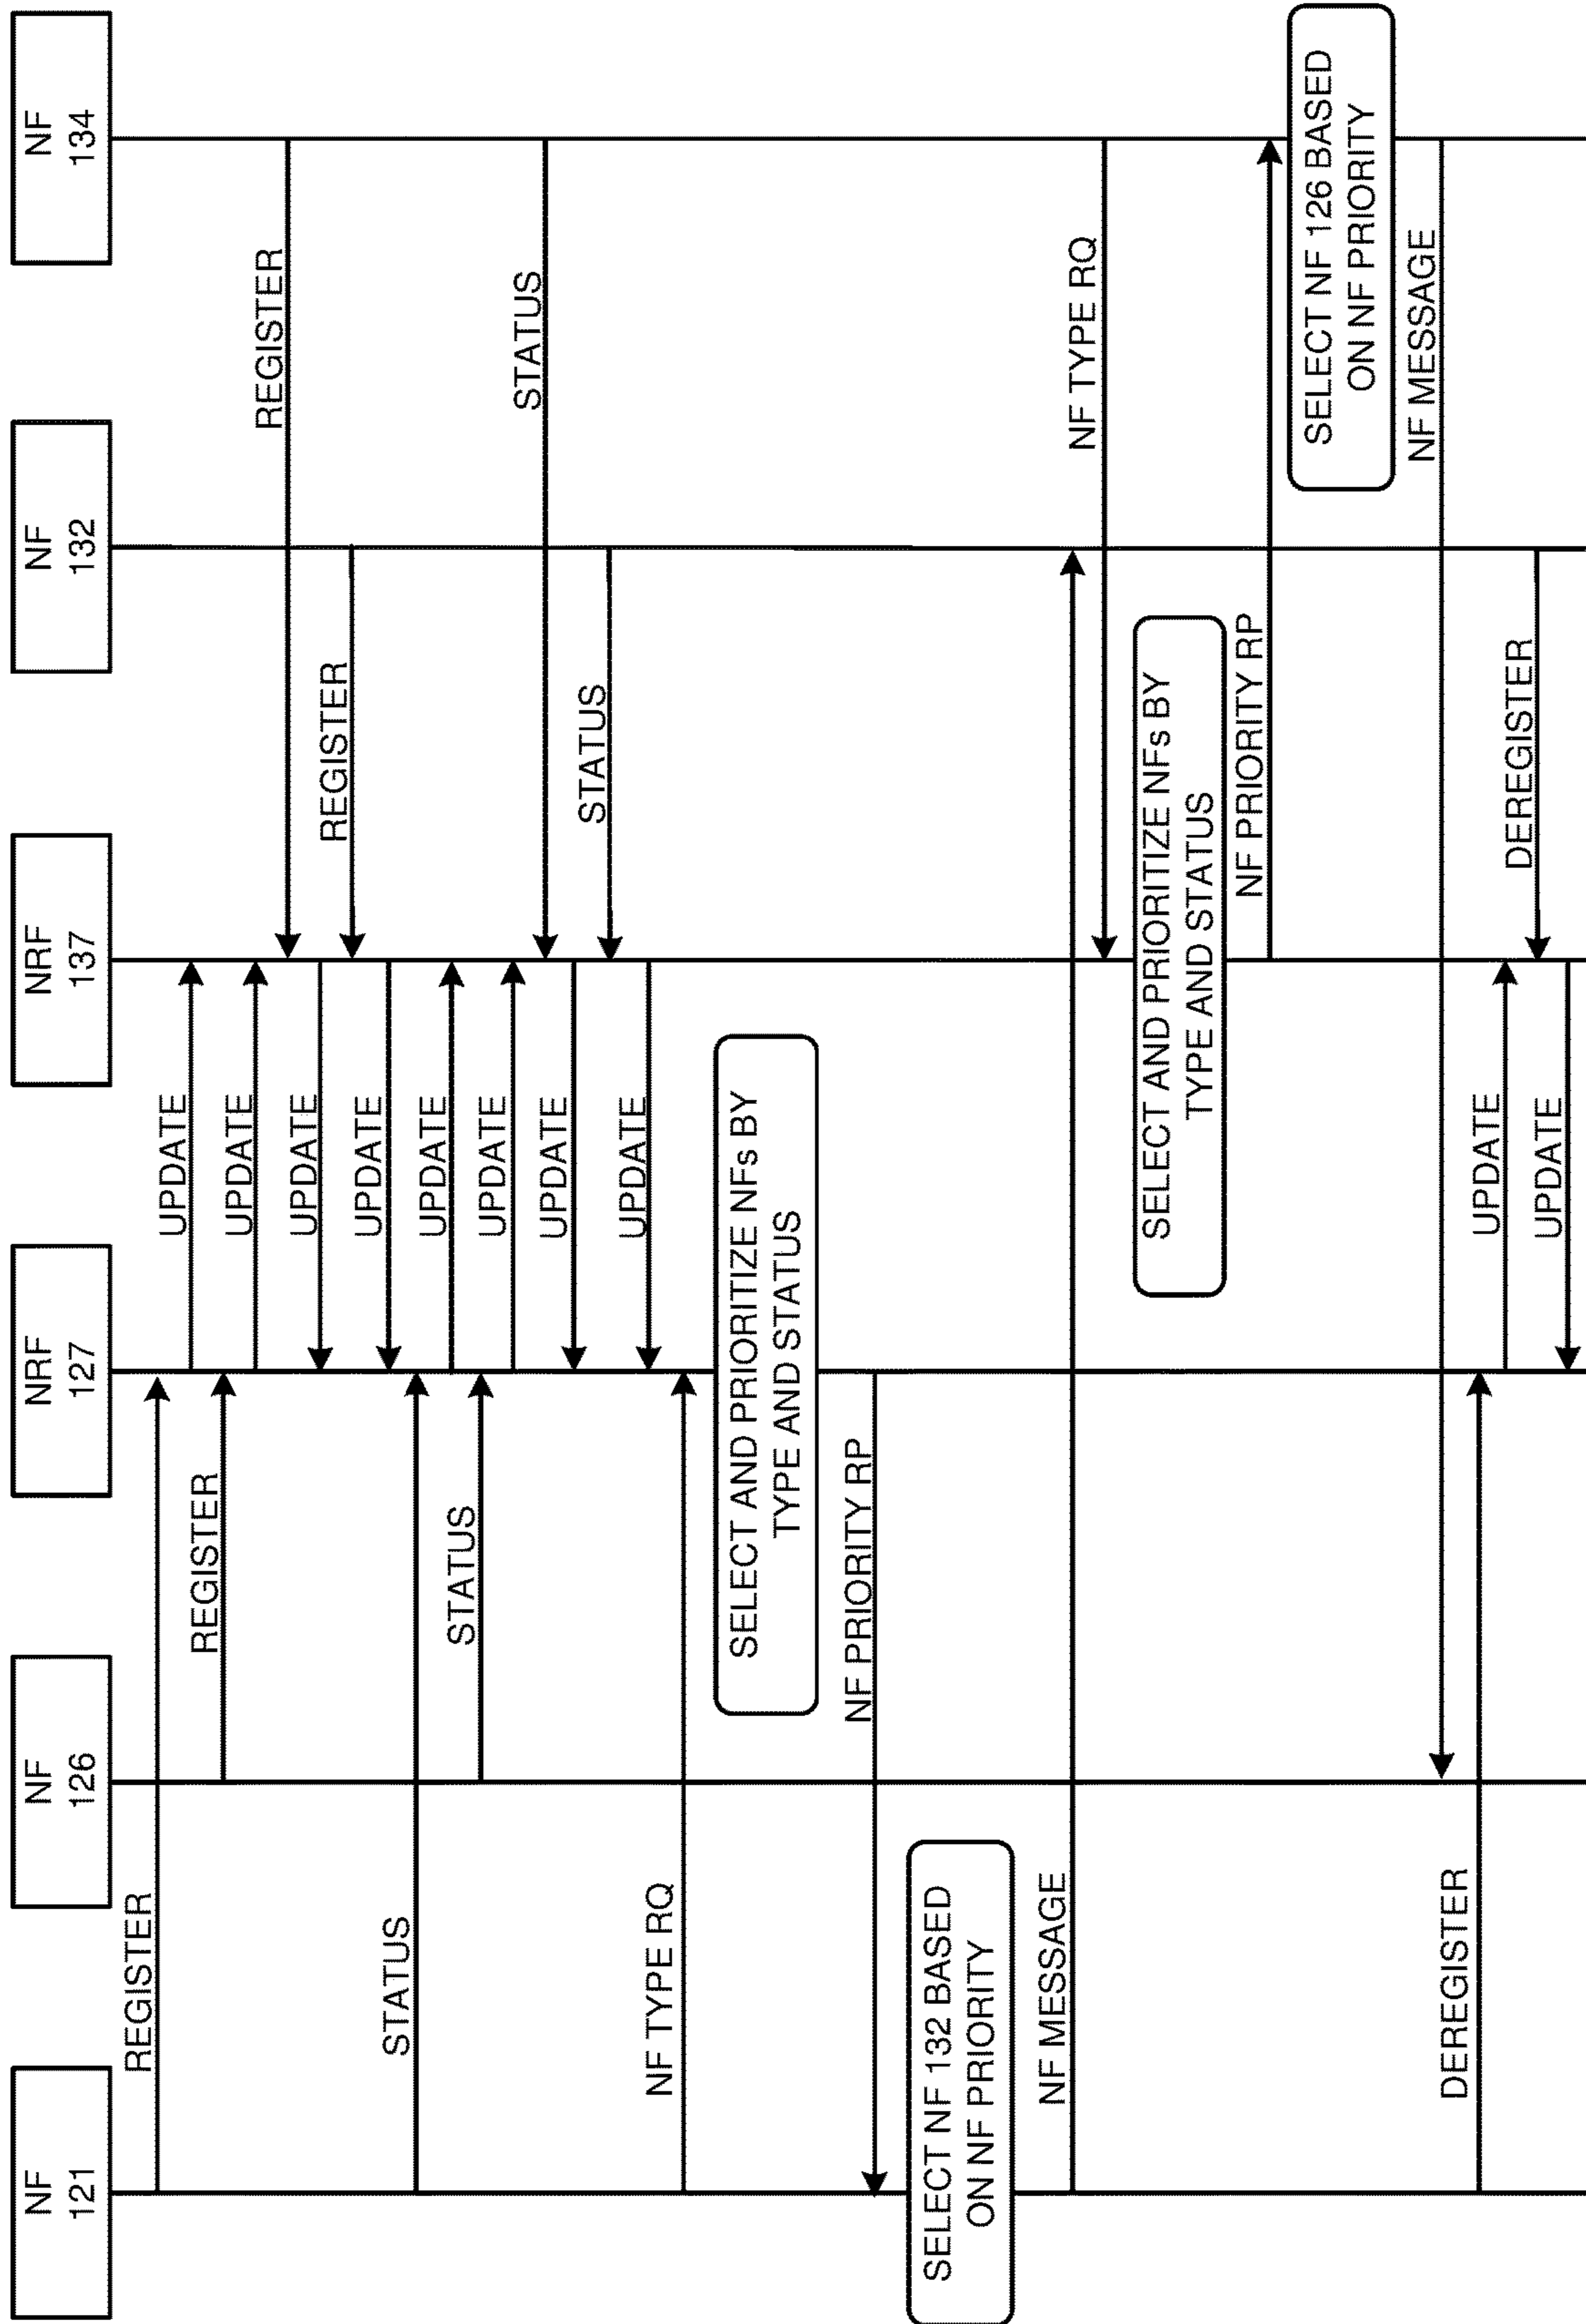 NF
121
NF
126
NRF
127
NRF
137
NF
132
NF
134
REGISTER
UPDATE
REGISTER
UPDATE
REGISTER
UPDATE
REGISTER
UPDATE
STATUS
UPDATE
STATUS
UPDATE
STATUS
UPDATE
STATUS
UPDATE
NF TYPE RQ
SELECT AND PRIORITIZE NFs BY
TYPE AND STATUS
NF PRIORITY RP
SELECT NF 132 BASED
ON NF PRIORITY
NF MESSAGE
NF TYPE RQ
SELECT AND PRIORITIZE NFs BY
TYPE AND STATUS
NF PRIORITY RP
SELECT NF 126 BASED
ON NF PRIORITY
NF MESSAGE
DEREGISTER
UPDATE
DEREGISTER
UPDATE